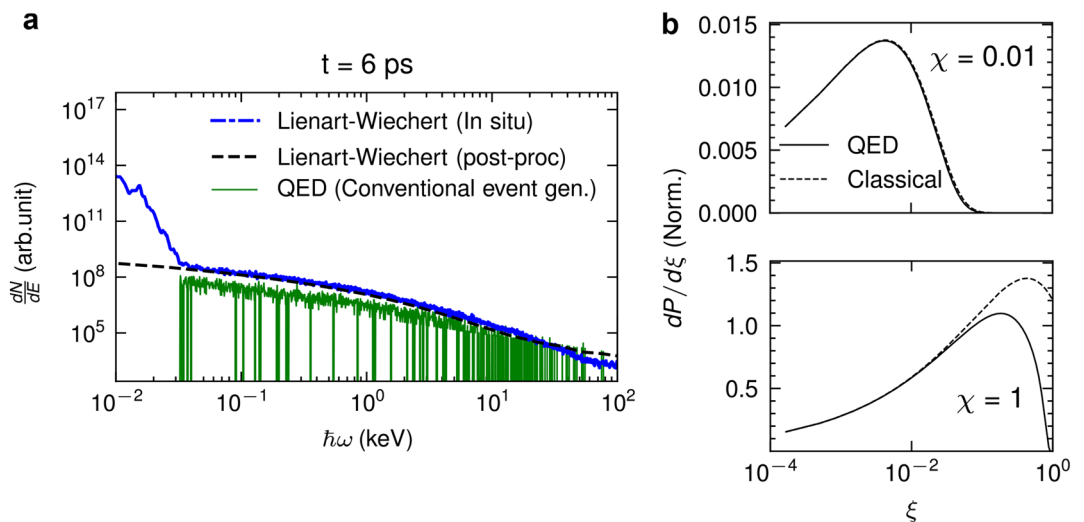 a
t = 6 ps
Lienart-Wiechert (In situ)
Lienart-Wiechert (post-proc)
QED (Conventional event gen.)
dN/dE (arb.unit)
10^17
10^14
10^11
10^8
10^5
10^-2
10^-1
10^0
10^1
10^2
ħω (keV)
b
χ = 0.01
QED
Classical
dP/dξ (Norm.)
0.015
0.010
0.005
0.000
χ = 1
1.5
1.0
0.5
10^-4
10^-2
10^0
ξ